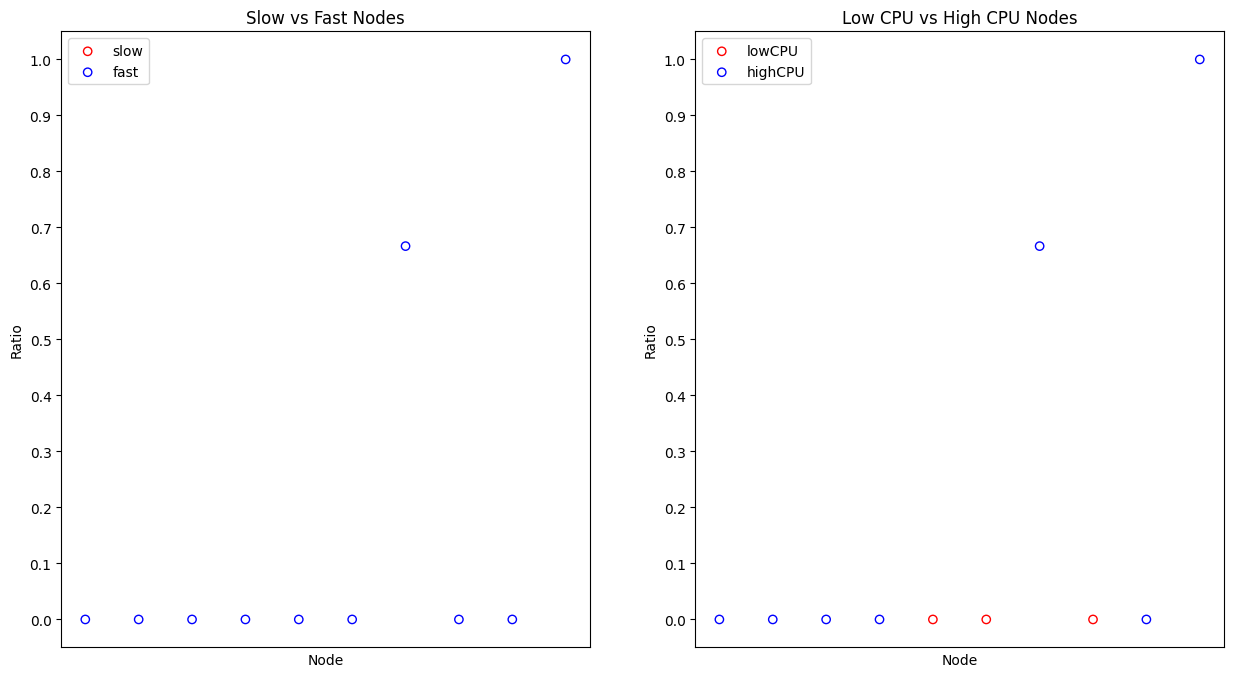 Slow vs Fast Nodes
slow
fast
1.0
0.9
0.8
0.7
0.6
0.5
0.4
0.3
0.2
0.1
0.0
Ratio
Node
Low CPU vs High CPU Nodes
lowCPU
highCPU
1.0
0.9
0.8
0.7
0.6
0.5
0.4
0.3
0.2
0.1
0.0
Ratio
Node